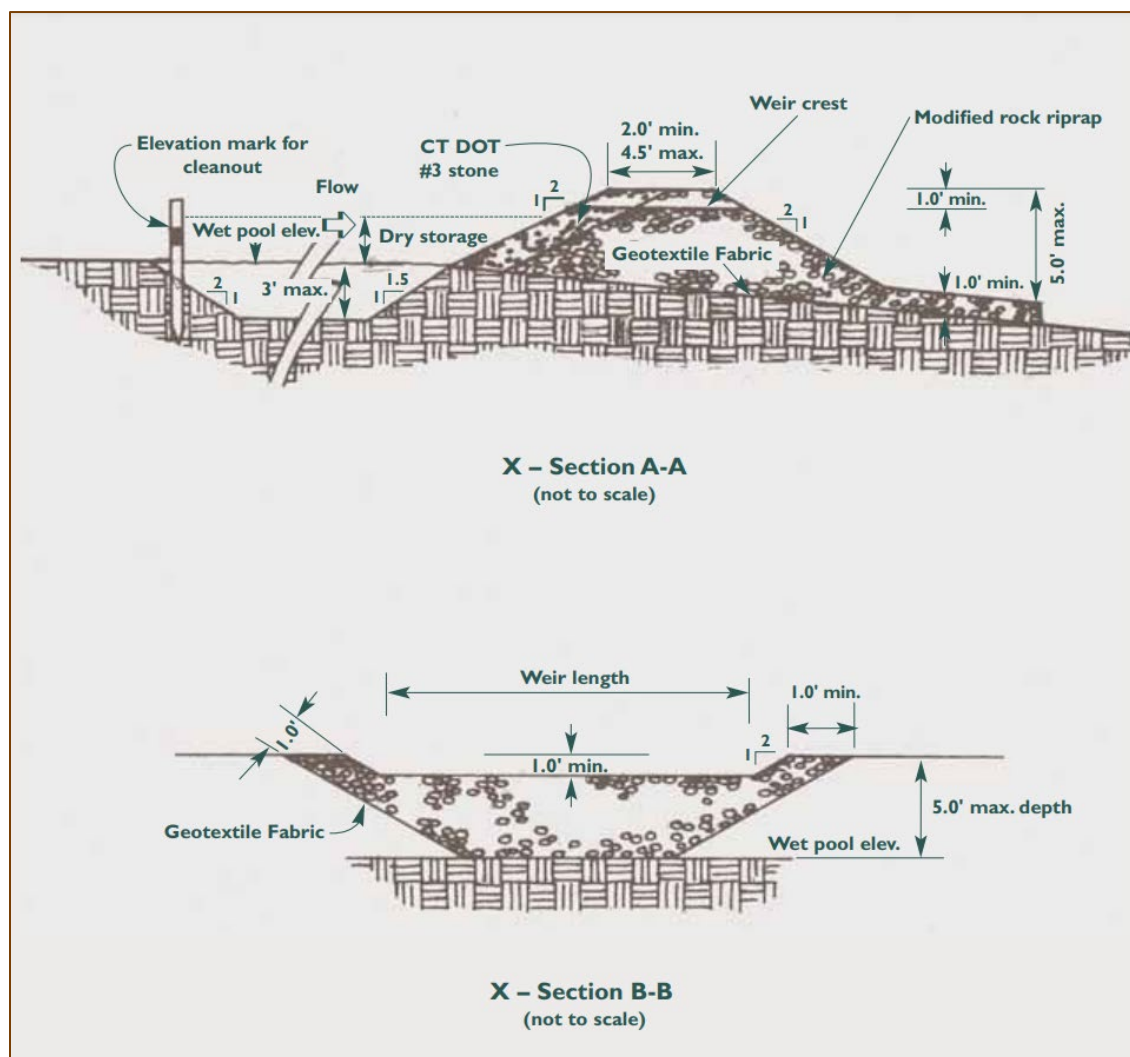 Weir crest
2.0' min.
4.5' max.
Modified rock riprap
Elevation mark for
cleanout
CT DOT
#3 stone
Flow
2
1
1.0' min.
5.0' max.
Wet pool elev.
Dry storage
2
1
Geotextile Fabric
2
1
3' max.
1.5
1
1.0' min.
X – Section A-A
(not to scale)
Weir length
1.0' min.
1.0'
2
1
1.0' min.
5.0' max. depth
Geotextile Fabric
Wet pool elev.
X – Section B-B
(not to scale)